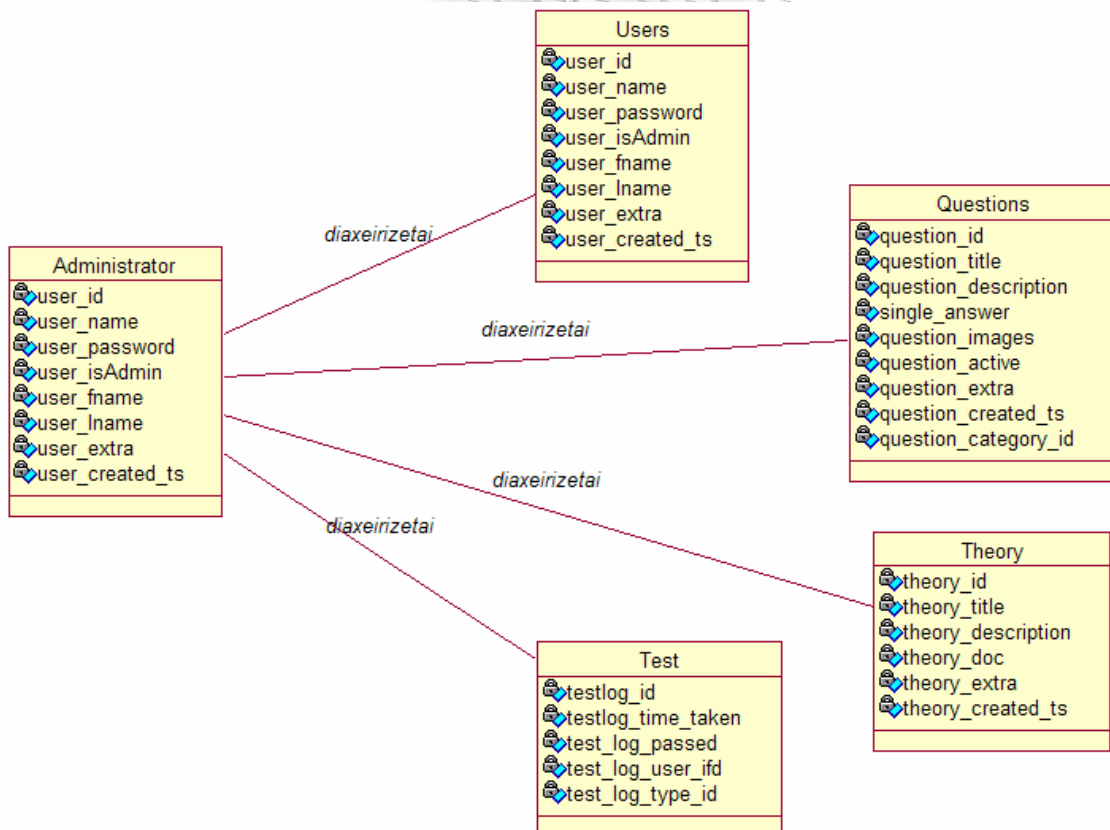 Users
user_id
user_name
user_password
user_isAdmin
user_fname
user_lname
user_extra
user_created_ts
diaxeirizetai
Administrator
user_id
user_name
user_password
user_isAdmin
user_fname
user_lname
user_extra
user_created_ts
diaxeirizetai
Questions
question_id
question_title
question_description
single_answer
question_images
question_active
question_extra
question_created_ts
question_category_id
diaxeirizetai
Theory
theory_id
theory_title
theory_description
theory_doc
theory_extra
theory_created_ts
diaxeirizetai
Test
testlog_id
testlog_time_taken
test_log_passed
test_log_user_ifd
test_log_type_id